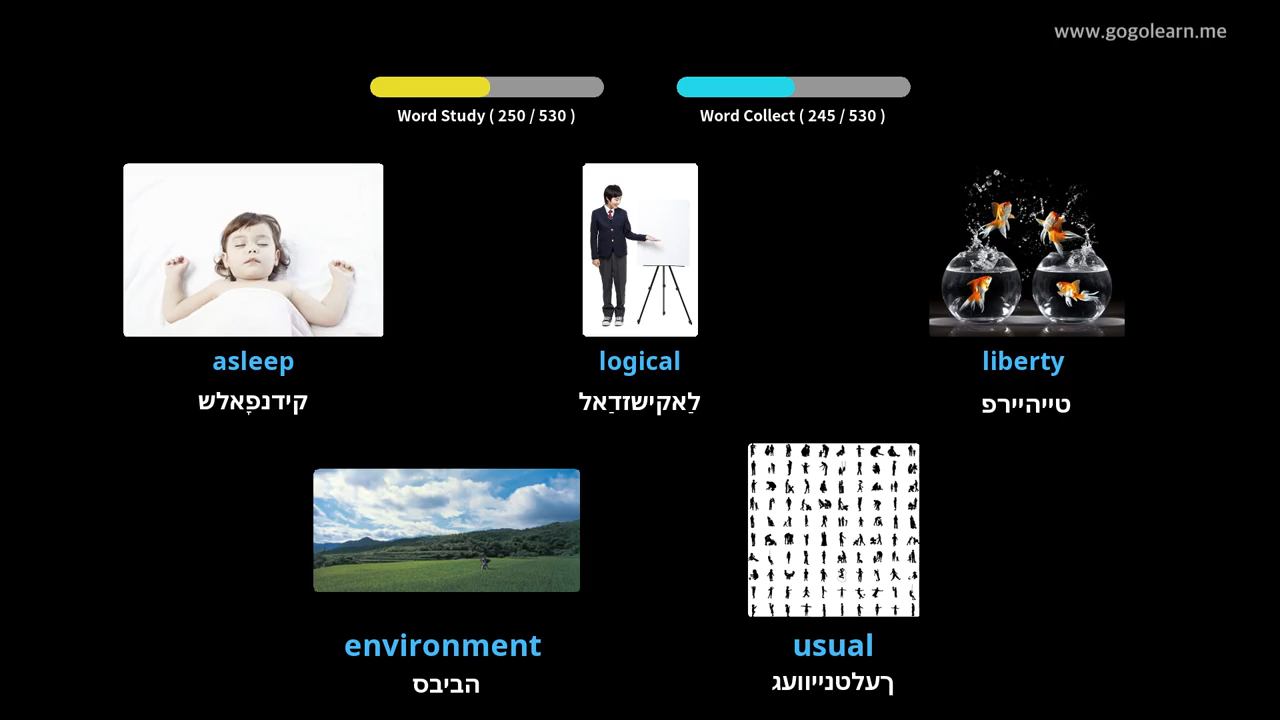 www.gogolearn.me
Word Study ( 250 / 530 )
Word Collect ( 245 / 530 )
asleep
קידנפָאלש
logical
לַאקישזדַאל
liberty
טייהיירפ
environment
הביבס
usual
ךעלטנייוועג